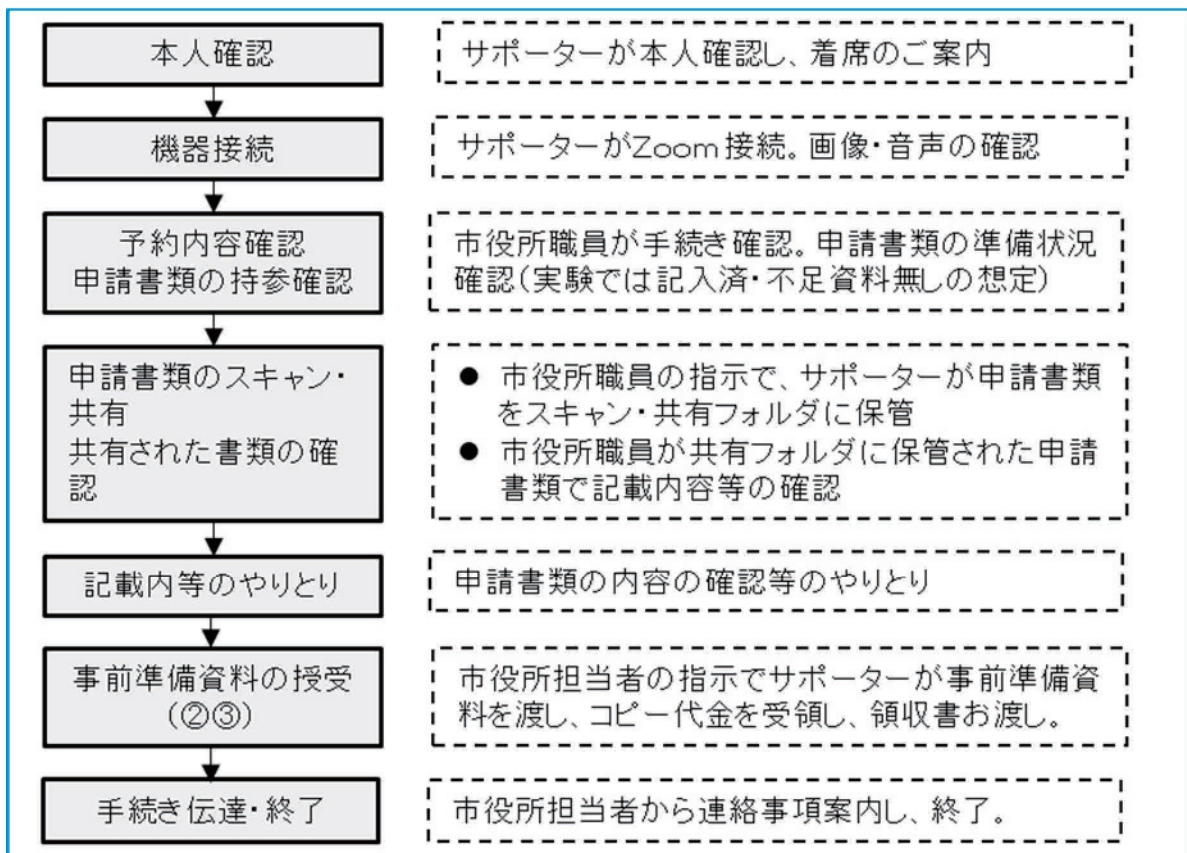 本人確認
サポーターが本人確認し、着席のご案内
機器接続
サポーターがZoom接続。画像・音声の確認
予約内容確認
申請書類の持参確認
市役所職員が手続き確認。申請書類の準備状況
確認(実験では記入済・不足資料無しの想定)
申請書類のスキャン・
共有
共有された書類の確
認
● 市役所職員の指示で、サポーターが申請書類
をスキャン・共有フォルダに保管
● 市役所職員が共有フォルダに保管された申請
書類で記載内容等の確認
記載内等のやりとり
申請書類の内容の確認等のやりとり
事前準備資料の授受
(②③)
市役所担当者の指示でサポーターが事前準備資
料を渡し、コピー代金を受領し、領収書お渡し。
手続き伝達・終了
市役所担当者から連絡事項案内し、終了。